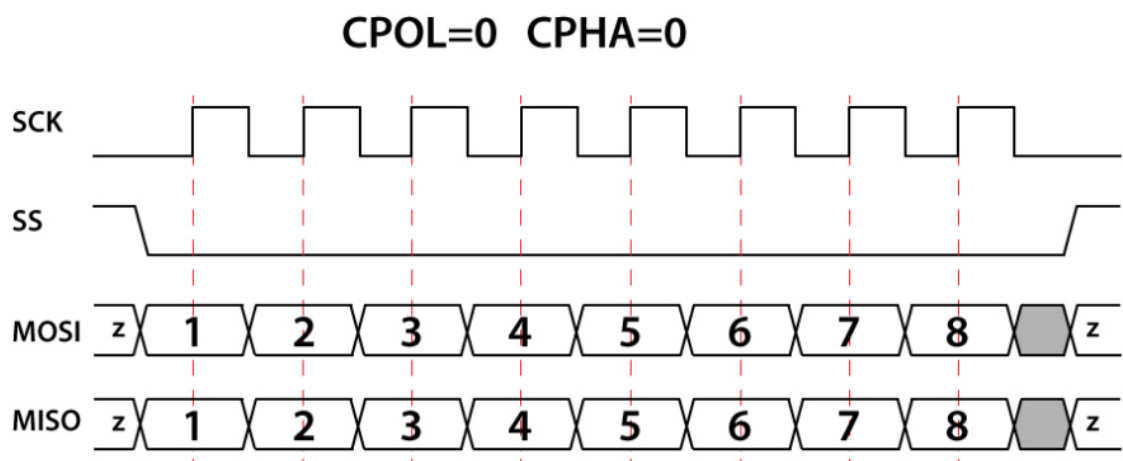 CPOL=0 CPHA=0
SCK
SS
MOSI z 1 2 3 4 5 6 7 8 z
MISO z 1 2 3 4 5 6 7 8 z